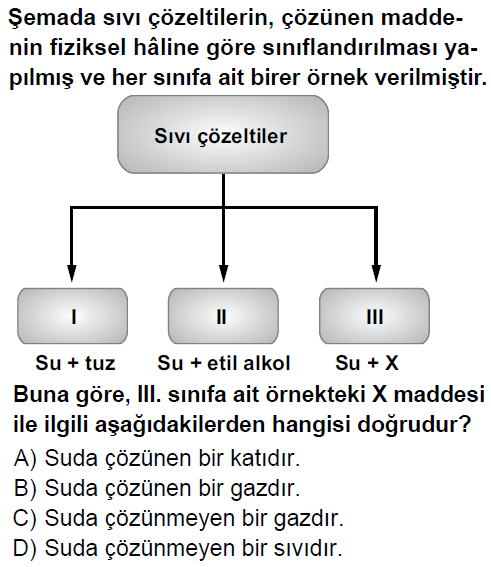 Şemada sıvı çözeltilerin, çözünen madde-
nin fiziksel hâline göre sınıflandırılması ya-
pılmış ve her sınıfa ait birer örnek verilmiştir.
Sıvı çözeltiler
I II III
Su + tuz Su + etil alkol Su + X
Buna göre, III. sınıfa ait örnekteki X maddesi
ile ilgili aşağıdakilerden hangisi doğrudur?
A) Suda çözünen bir katıdır.
B) Suda çözünen bir gazdır.
C) Suda çözünmeyen bir gazdır.
D) Suda çözünmeyen bir sıvıdır.